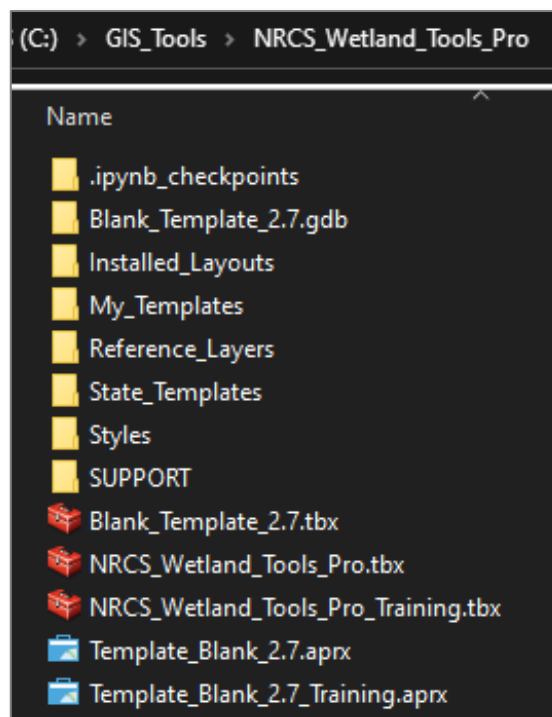 (C:) > GIS_Tools > NRCS_Wetland_Tools_Pro
Name
.ipynb_checkpoints
Blank_Template_2.7.gdb
Installed_Layouts
My_Templates
Reference_Layers
State_Templates
Styles
SUPPORT
Blank_Template_2.7.tbx
NRCS_Wetland_Tools_Pro.tbx
NRCS_Wetland_Tools_Pro_Training.tbx
Template_Blank_2.7.aprx
Template_Blank_2.7_Training.aprx